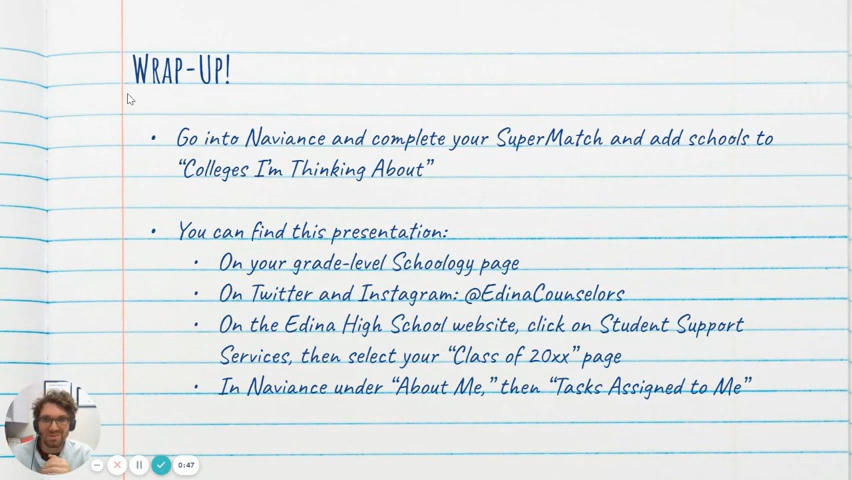 Wrap-Up!
• Go into Naviance and complete your SuperMatch and add schools to
“Colleges I’m Thinking About”
• You can find this presentation:
• On your grade-level Schoology page
• On Twitter and Instagram: @EdinaCounselors
• On the Edina High School website, click on Student Support
Services, then select your “Class of 20xx” page
• In Naviance under “About Me,” then “Tasks Assigned to Me”
0:47